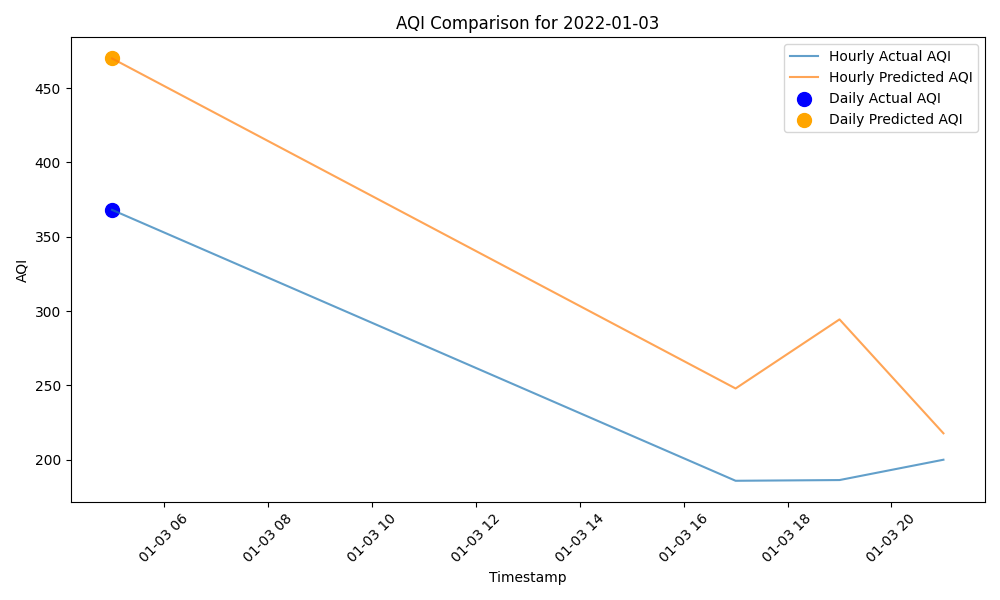 AQI Comparison for 2022-01-03
Hourly Actual AQI
Hourly Predicted AQI
Daily Actual AQI
Daily Predicted AQI
AQI
450
400
350
300
250
200
01-03 06
01-03 08
01-03 10
01-03 12
01-03 14
01-03 16
01-03 18
01-03 20
Timestamp